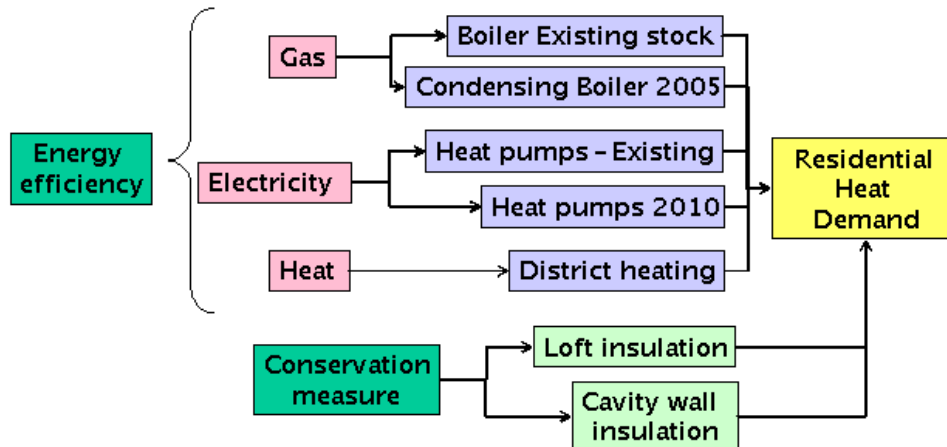 Boiler Existing stock
Gas
Condensing Boiler 2005
Energy
efficiency
Heat pumps – Existing
Electricity
Heat pumps 2010
Residential
Heat
Demand
Heat
District heating
Conservation
measure
Loft insulation
Cavity wall
insulation